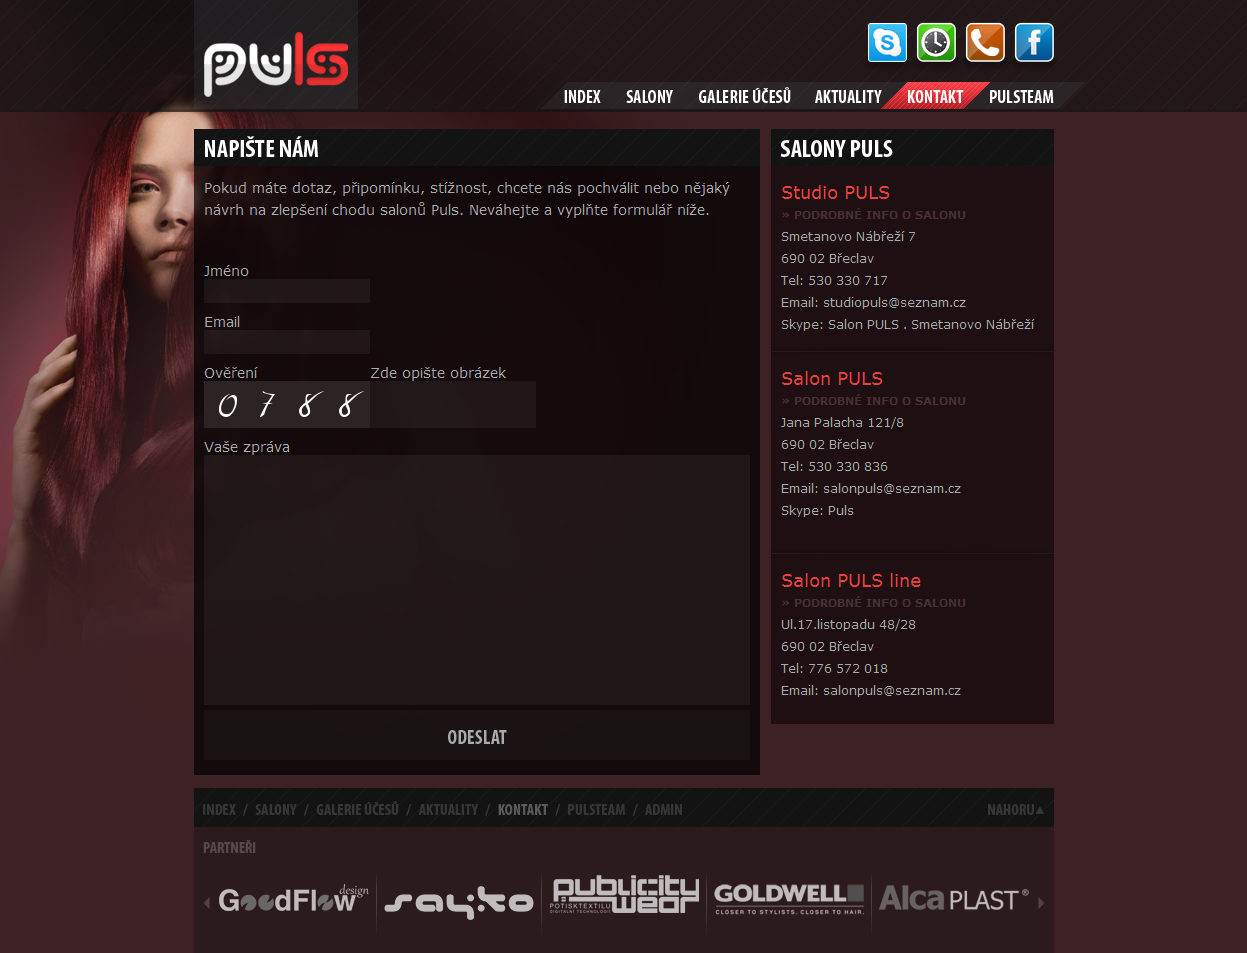 puls
INDEX SALONY GALERIE ÚČESŮ AKTUALITY KONTAKT PULSTEAM
NAPIŠTE NÁM
Pokud máte dotaz, připomínku, stížnost, chcete nás pochválit nebo nějaký
návrh na zlepšení chodu salonů Puls. Neváhejte a vyplňte formulář níže.
Jméno
Email
Ověření Zde opište obrázek
0 7 8 8
Vaše zpráva
ODESLAT
SALONY PULS
Studio PULS
» PODROBNÉ INFO O SALONU
Smetanovo Nábřeží 7
690 02 Břeclav
Tel: 530 330 717
Email: studiopuls@seznam.cz
Skype: Salon PULS . Smetanovo Nábřeží
Salon PULS
» PODROBNÉ INFO O SALONU
Jana Palacha 121/8
690 02 Břeclav
Tel: 530 330 836
Email: salonpuls@seznam.cz
Skype: Puls
Salon PULS line
» PODROBNÉ INFO O SALONU
Ul.17.listopadu 48/28
690 02 Břeclav
Tel: 776 572 018
Email: salonpuls@seznam.cz
INDEX / SALONY / GALERIE ÚČESŮ / AKTUALITY / KONTAKT / PULSTEAM / ADMIN NAHORU
PARTNEŘI
GoodFlow design
sayko
publicity wear
POTISKTEXTILU
DIGITÁLNÍ TECHNOLOGIÍ
GOLDWELL
CLOSER TO STYLISTS. CLOSER TO HAIR.
Alca PLAST®